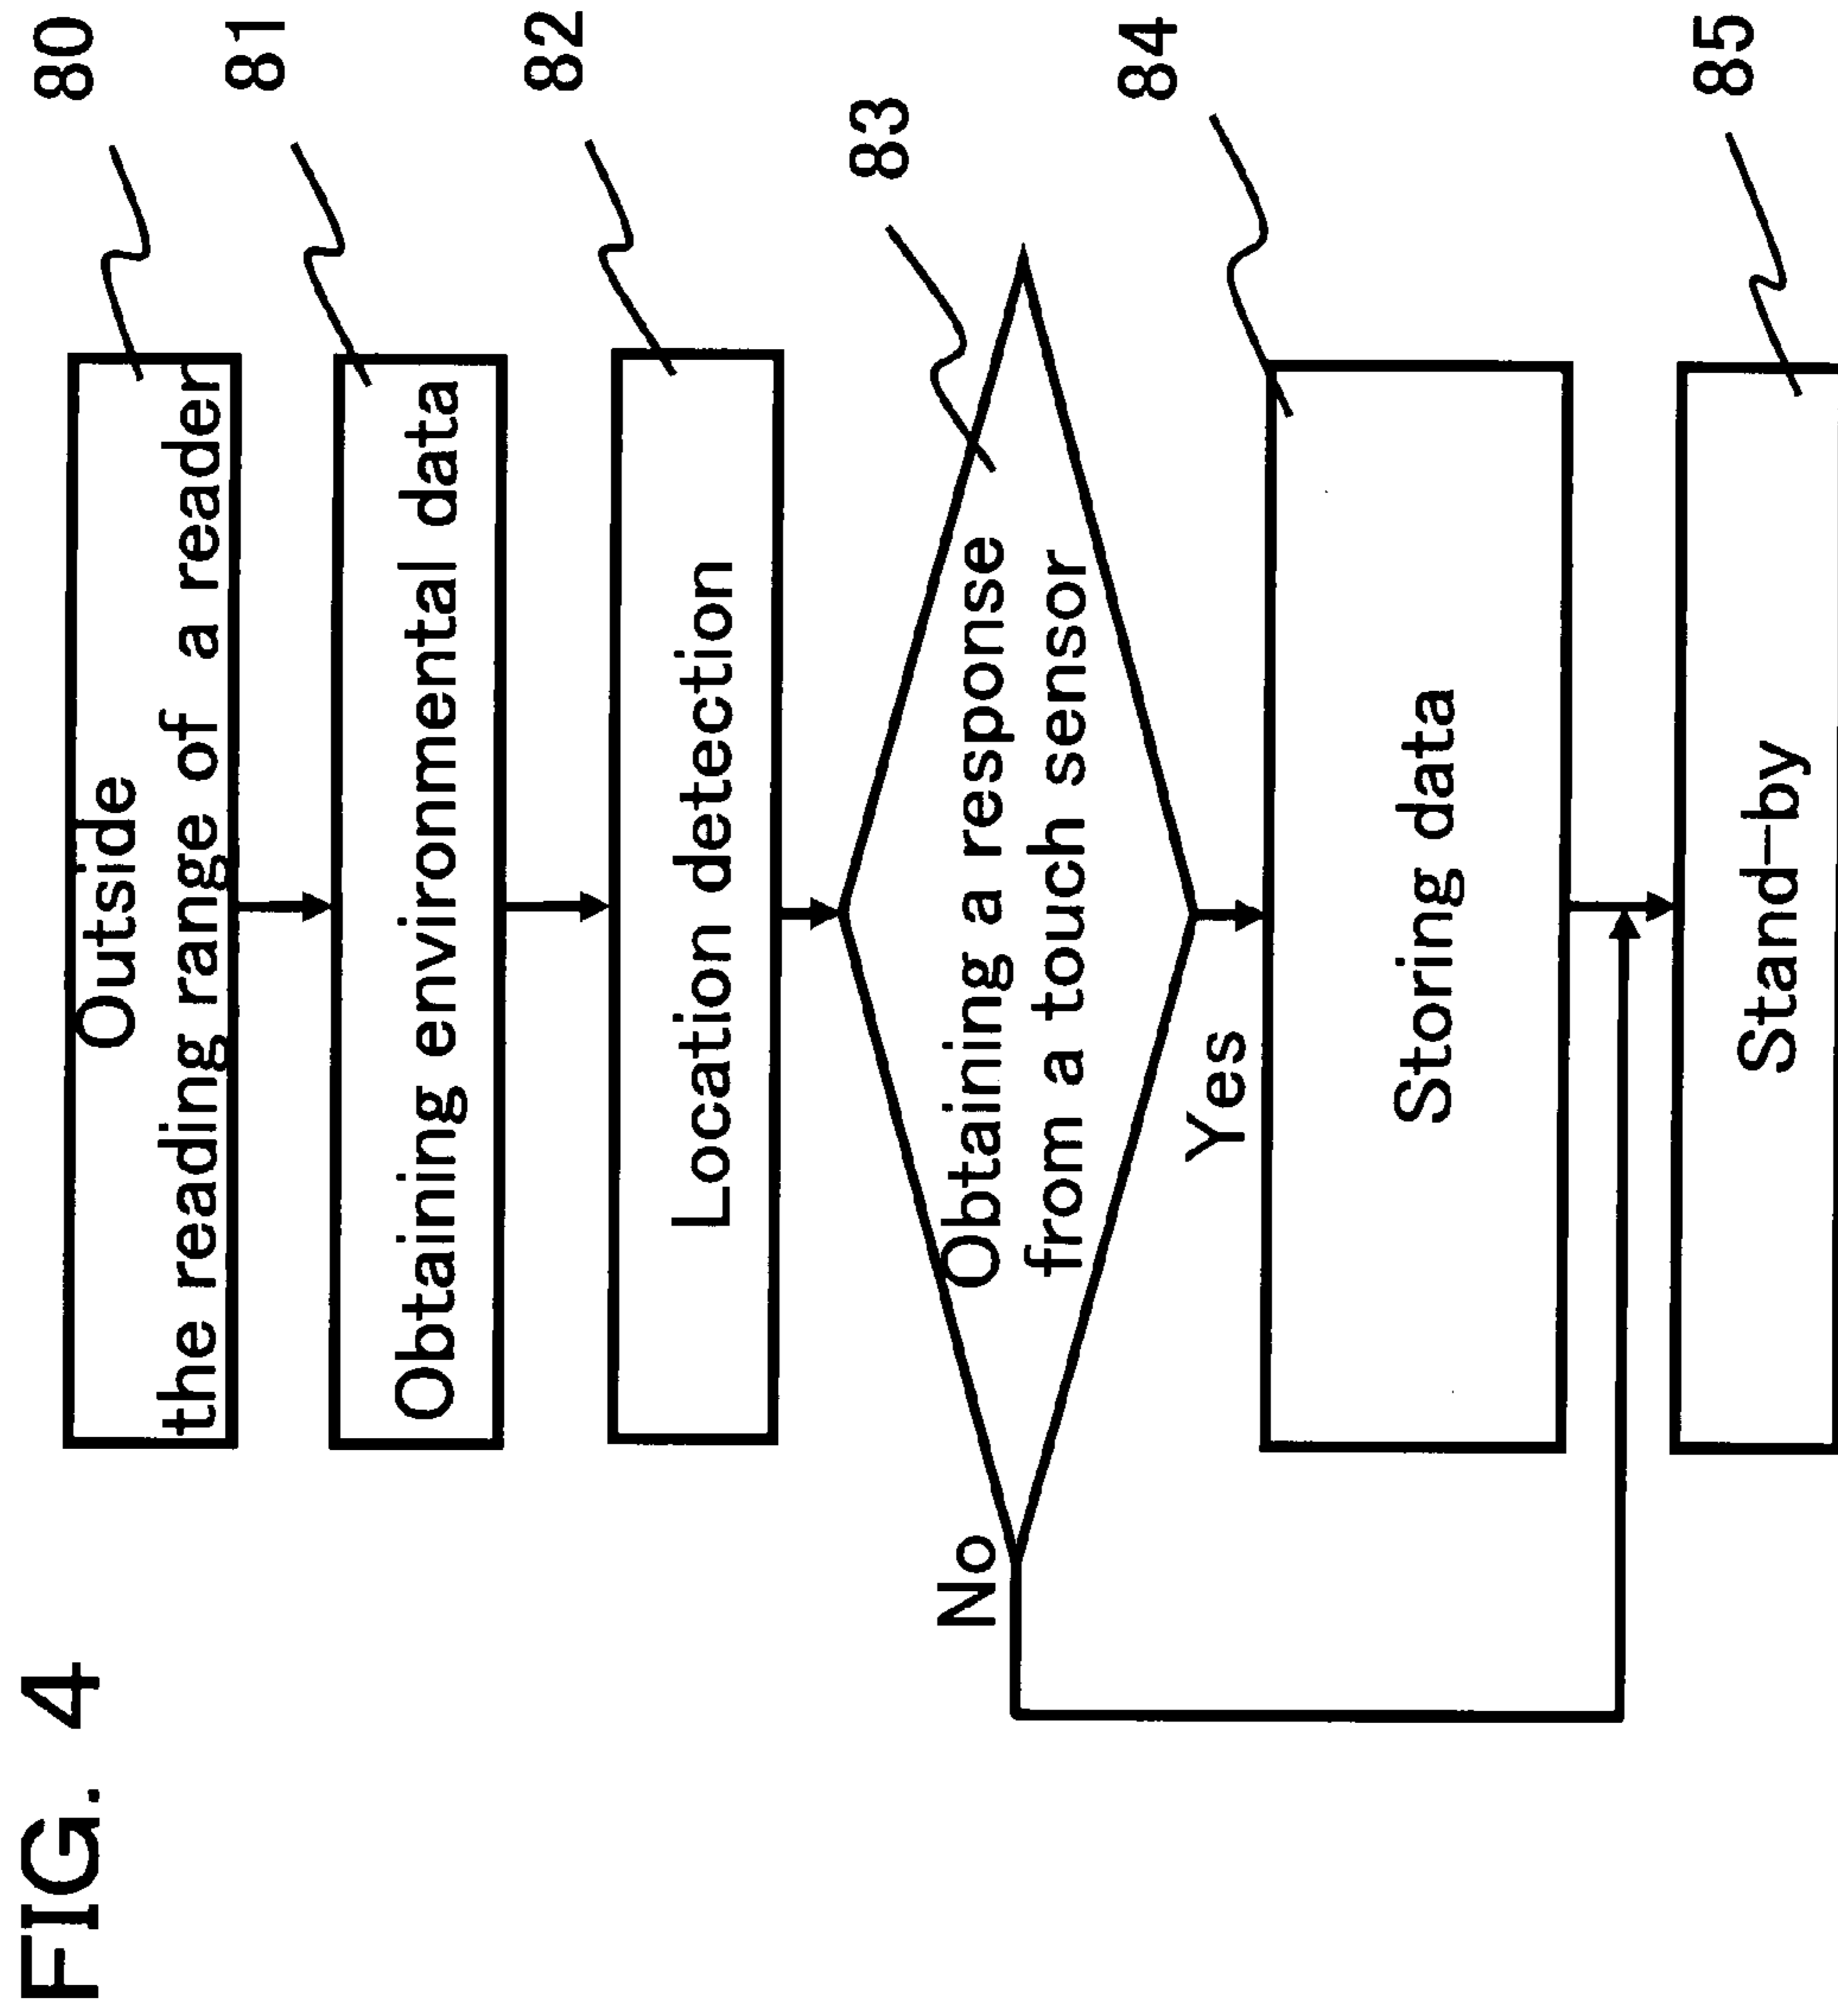 FIG. 4
Outside
the reading range of a reader
80
Obtaining environmental data
81
Location detection
82
Obtaining a response
from a touch sensor
83
No
Yes
Storing data
84
Stand-by
85